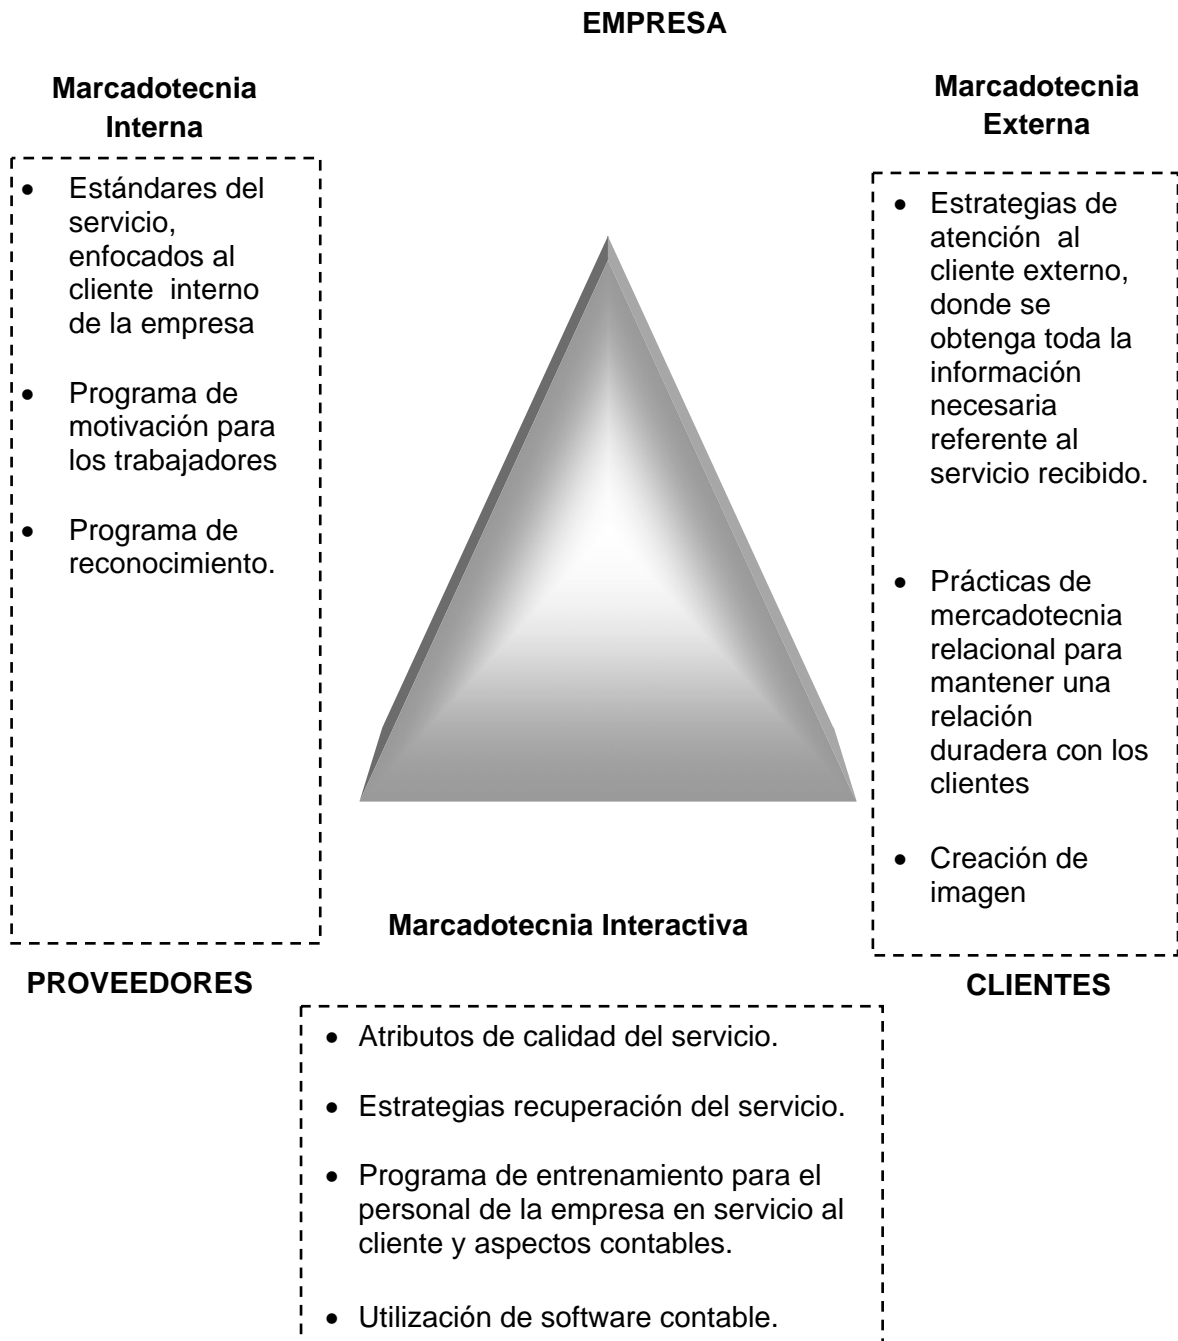 EMPRESA
Marcadotecnia
Interna
• Estándares del
servicio,
enfocados al
cliente interno
de la empresa
• Programa de
motivación para
los trabajadores
• Programa de
reconocimiento.
Marcadotecnia
Externa
• Estrategias de
atención al
cliente externo,
donde se
obtenga toda la
información
necesaria
referente al
servicio recibido.
• Prácticas de
mercadotecnia
relacional para
mantener una
relación
duradera con los
clientes
• Creación de
imagen
Marcadotecnia Interactiva
PROVEEDORES
CLIENTES
• Atributos de calidad del servicio.
• Estrategias recuperación del servicio.
• Programa de entrenamiento para el
personal de la empresa en servicio al
cliente y aspectos contables.
• Utilización de software contable.